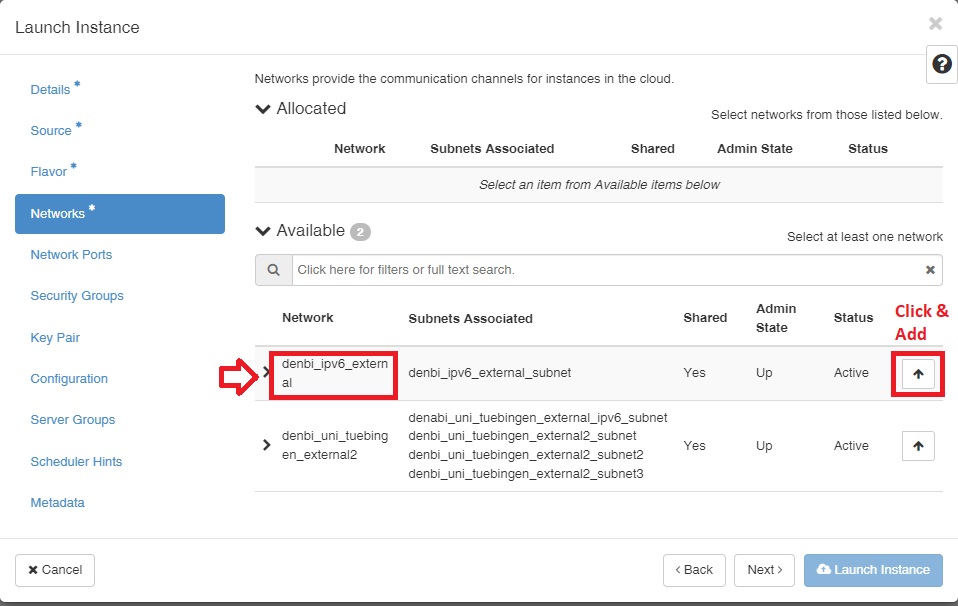 Launch Instance
Details *
Source *
Flavor *
Networks *
Network Ports
Security Groups
Key Pair
Configuration
Server Groups
Scheduler Hints
Metadata
Networks provide the communication channels for instances in the cloud.
Allocated
Select networks from those listed below.
Network Subnets Associated Shared Admin State Status
Select an item from Available items below
Available 2
Select at least one network
Click here for filters or full text search.
Click &
Add
Network Subnets Associated Shared Admin State Status
denbi_ipv6_extern
al
denbi_ipv6_external_subnet Yes Up Active
denbi_uni_tuebing
en_external2
denabi_uni_tuebingen_external_ipv6_subnet
denbi_uni_tuebingen_external2_subnet
denbi_uni_tuebingen_external2_subnet2
denbi_uni_tuebingen_external2_subnet3
Yes Up Active
Cancel
< Back
Next >
Launch Instance